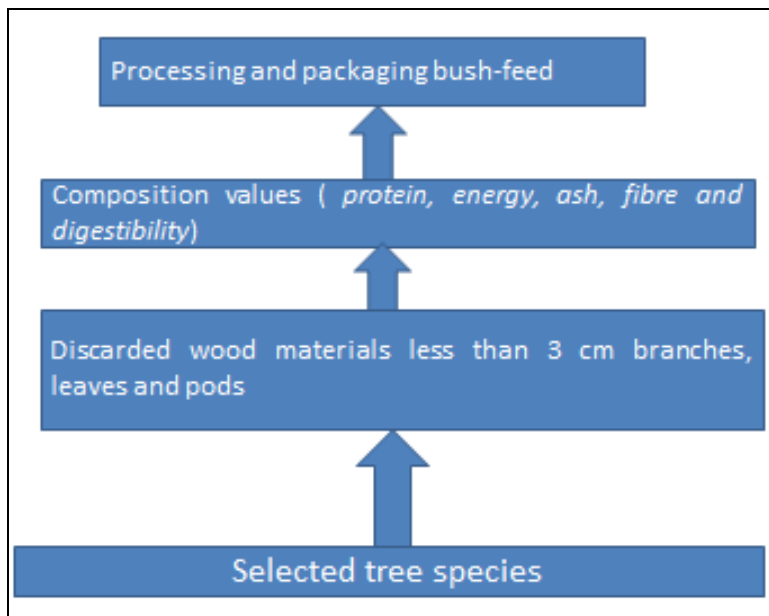 Processing and packaging bush-feed
Composition values ( protein, energy, ash, fibre and
digestibility)
Discarded wood materials less than 3 cm branches,
leaves and pods
Selected tree species